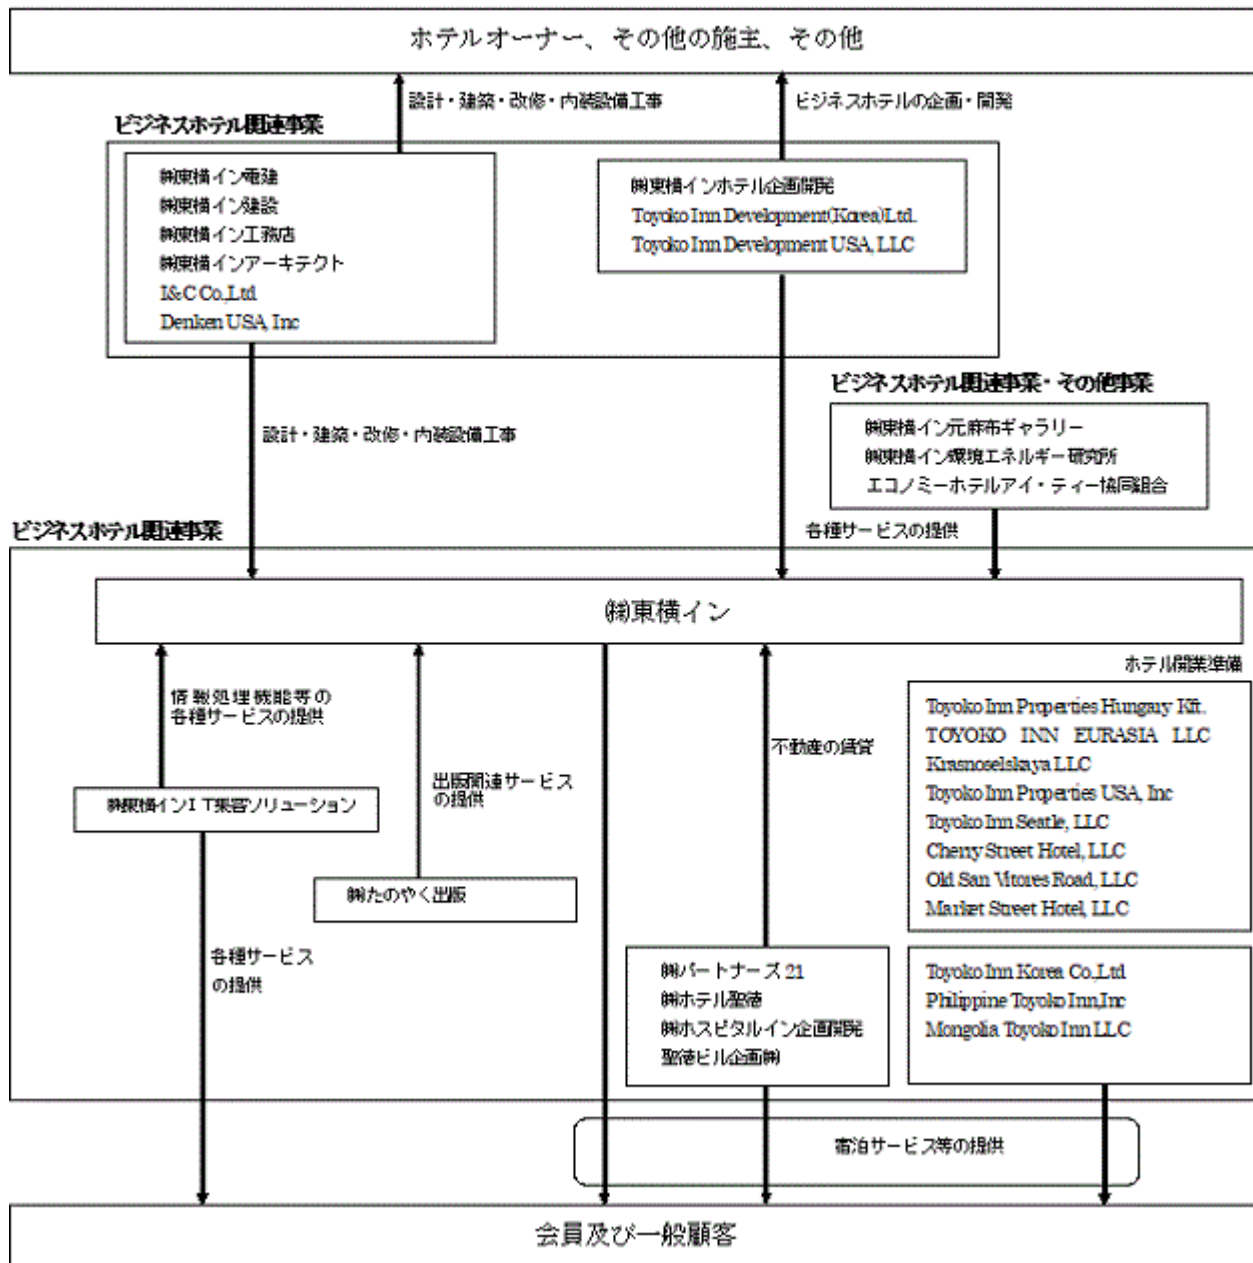 ホテルオーナー、その他の施主、その他
設計・建築・改修・内装設備工事
ビジネスホテルの企画・開発
ビジネスホテル関連事業
㈱東横イン電建
㈱東横イン建設
㈱東横イン工務店
㈱東横インアーキテクト
I&C Co.,Ltd
Denken USA, Inc
㈱東横インホテル企画開発
Toyoko Inn Development(Korea)Ltd.
Toyoko Inn Development USA, LLC
ビジネスホテル関連事業・その他事業
㈱東横イン元麻布ギャラリー
㈱東横イン環境エネルギー研究所
エコノミーホテルアイ・ティー協同組合
設計・建築・改修・内装設備工事
各種サービスの提供
ビジネスホテル関連事業
㈱東横イン
ホテル開業準備
情報処理機能等の
各種サービスの提供
㈱東横インIT集客ソリューション
出版関連サービス
の提供
㈱たのやく出版
不動産の賃貸
Toyoko Inn Properties Hungary Kft.
TOYOKO INN EURASIA LLC
Krasnoselskaya LLC
Toyoko Inn Properties USA, Inc
Toyoko Inn Seatle, LLC
Cherry Street Hotel, LLC
Old San Vitores Road, LLC
Market Street Hotel, LLC
各種サービス
の提供
㈱パートナーズ21
㈱ホテル聖徳
㈱ホスピタルイン企画開発
聖徳ビル企画㈱
Toyoko Inn Korea Co.,Ltd
Philippine Toyoko Inn,Inc
Mongolia Toyoko Inn LLC
宿泊サービス等の提供
会員及び一般顧客